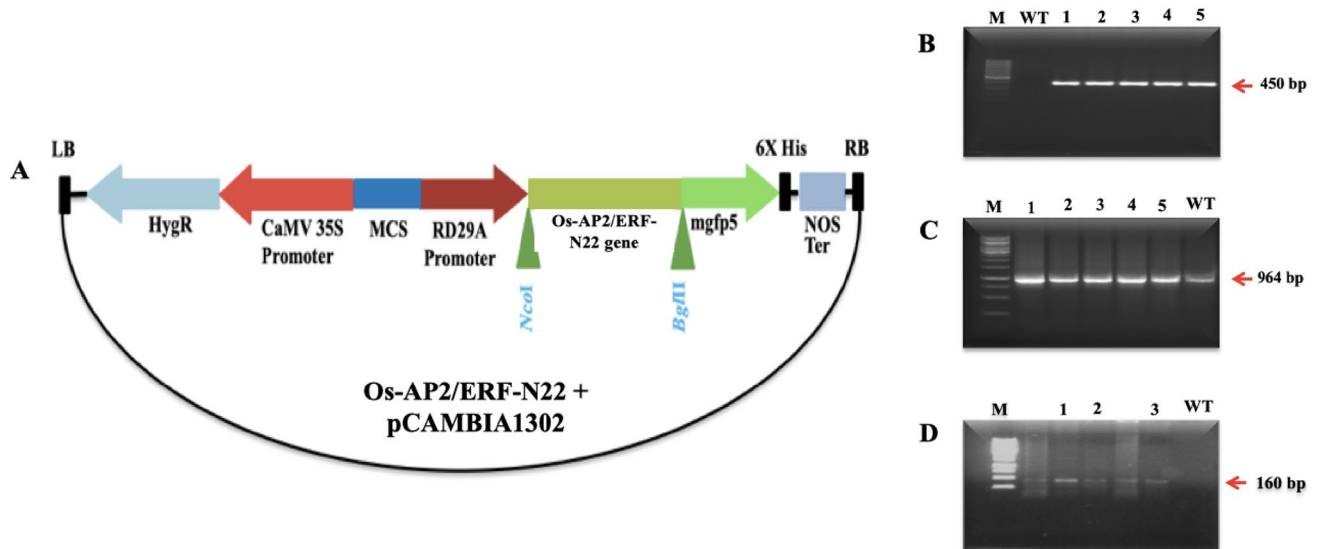 A
LB
HygR
CaMV 35S
Promoter
MCS
RD29A
Promoter
Os-AP2/ERF-
N22 gene
mgfp5
6X His
NOS
Ter
RB
NcoI
BglII
Os-AP2/ERF-N22 +
pCAMBIA1302
B
M WT 1 2 3 4 5
450 bp
C
M 1 2 3 4 5 WT
964 bp
D
M 1 2 3 WT
160 bp